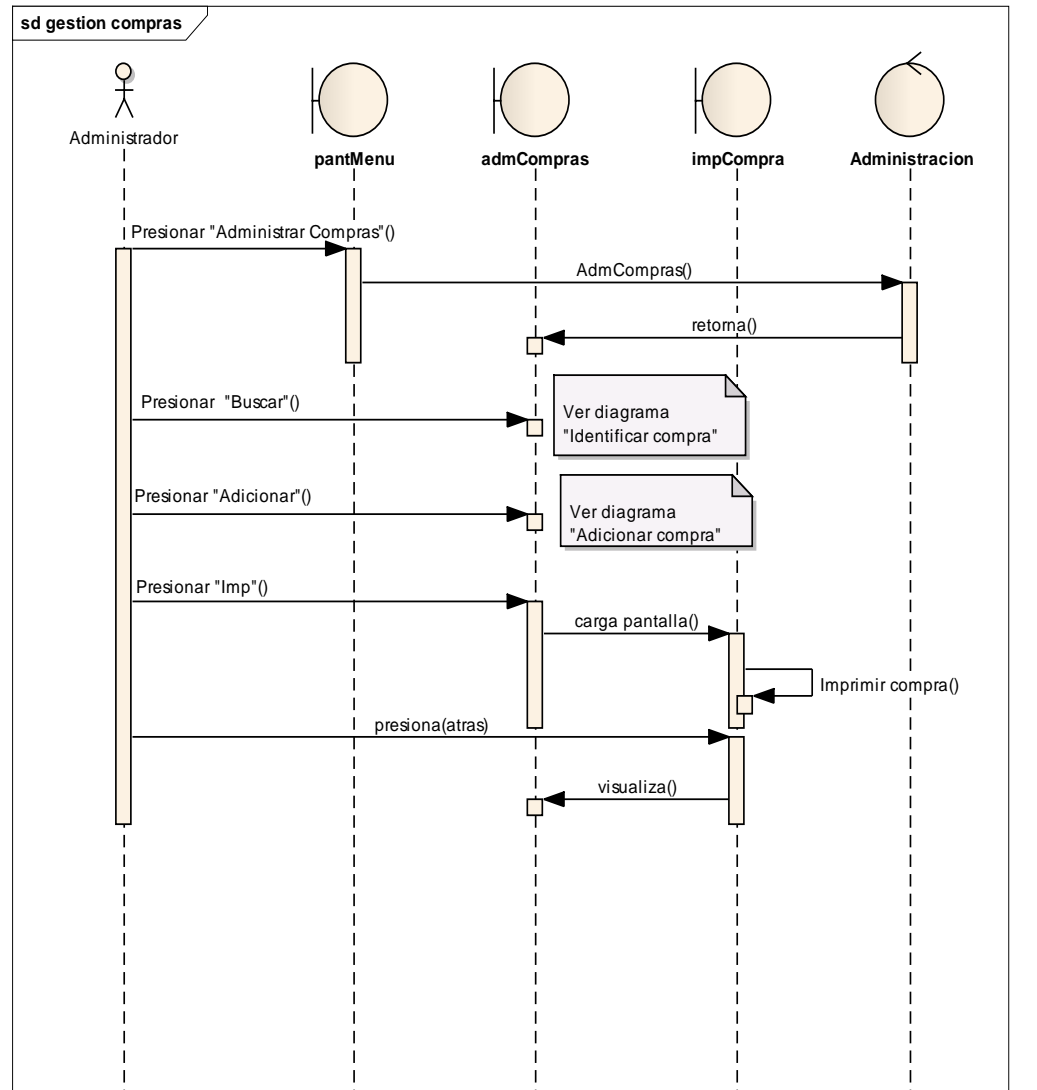 sd gestion compras
Administrador
pantMenu
admCompras
impCompra
Administracion
Presionar "Administrar Compras"()
AdmCompras()
retorna()
Presionar  "Buscar"()
Ver diagrama
"Identificar compra"
Presionar "Adicionar"()
Ver diagrama
"Adicionar compra"
Presionar "Imp"()
carga pantalla()
Imprimir compra()
presiona(atras)
visualiza()